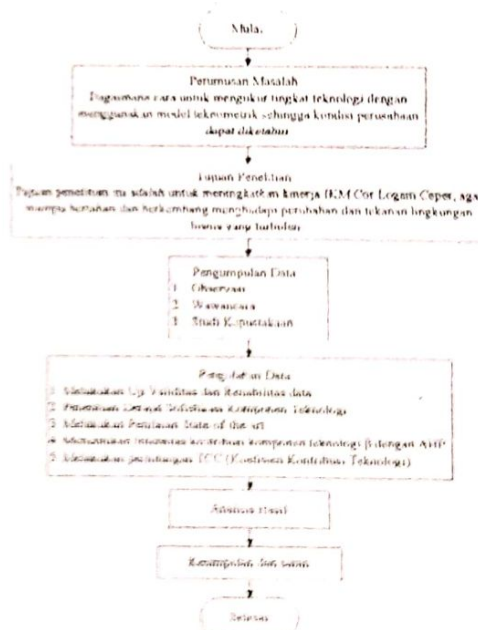 Mulai
Perumusan Masalah
Bagaimana cara untuk mengukur tingkat teknologi dengan
menggunakan model teknometrik sehingga kondisi perusahaan
dapat diketahui
Tujuan Penelitian
Tujuan penelitian ini adalah untuk meningkatkan kinerja IKM Cor Logam Ceper, aga
mampu bertahan dan berkembang menghadapi perubahan dan tekanan lingkungan
bisnis yang turbulen
Pengumpulan Data
1 Observasi
2 Wawancara
3 Studi Kepustakaan
Pengolahan Data
1 Melakukan Uji Validitas dan Reliabilitas data
2 Penentuan Derajat Sofistikasi Komponen Teknologi
3 Melakukan Penilaian State of the art
4 Menentukan intensitas kontribusi komponen teknologi β dengan AHP
5 Melakukan perhitungan TCC (Koefisien Kontribusi Teknologi)
Analisis Hasil
Kesimpulan dan saran
Selesai